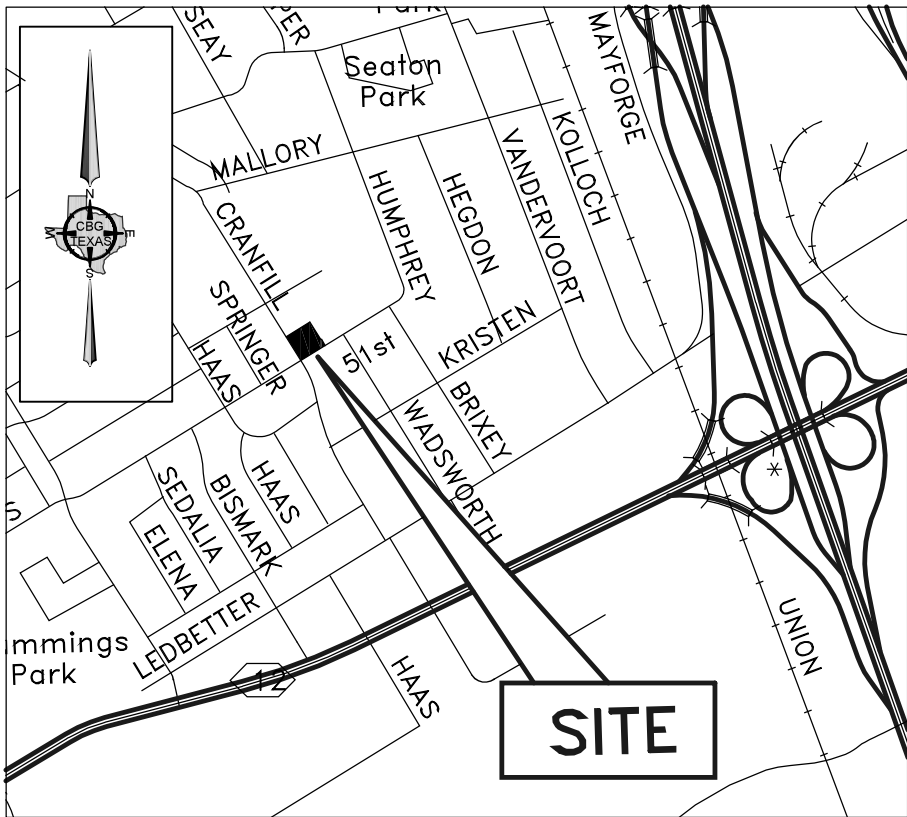 Park
SEAY
PER
MAYFORGE
Seaton
Park
KOLLOCH
VANDERVOORT
MALLORY
HUMPHREY
HEGDON
CRANFILL
N
W
CBG
TEXAS
E
S
SPRINGER
HAAS
51st
KRISTEN
BRIXEY
WADSWORTH
HAAS
SEDALIA
BISMARK
S
ELENA
LEDBETTER
mmings
Park
12
HAAS
UNION
SITE